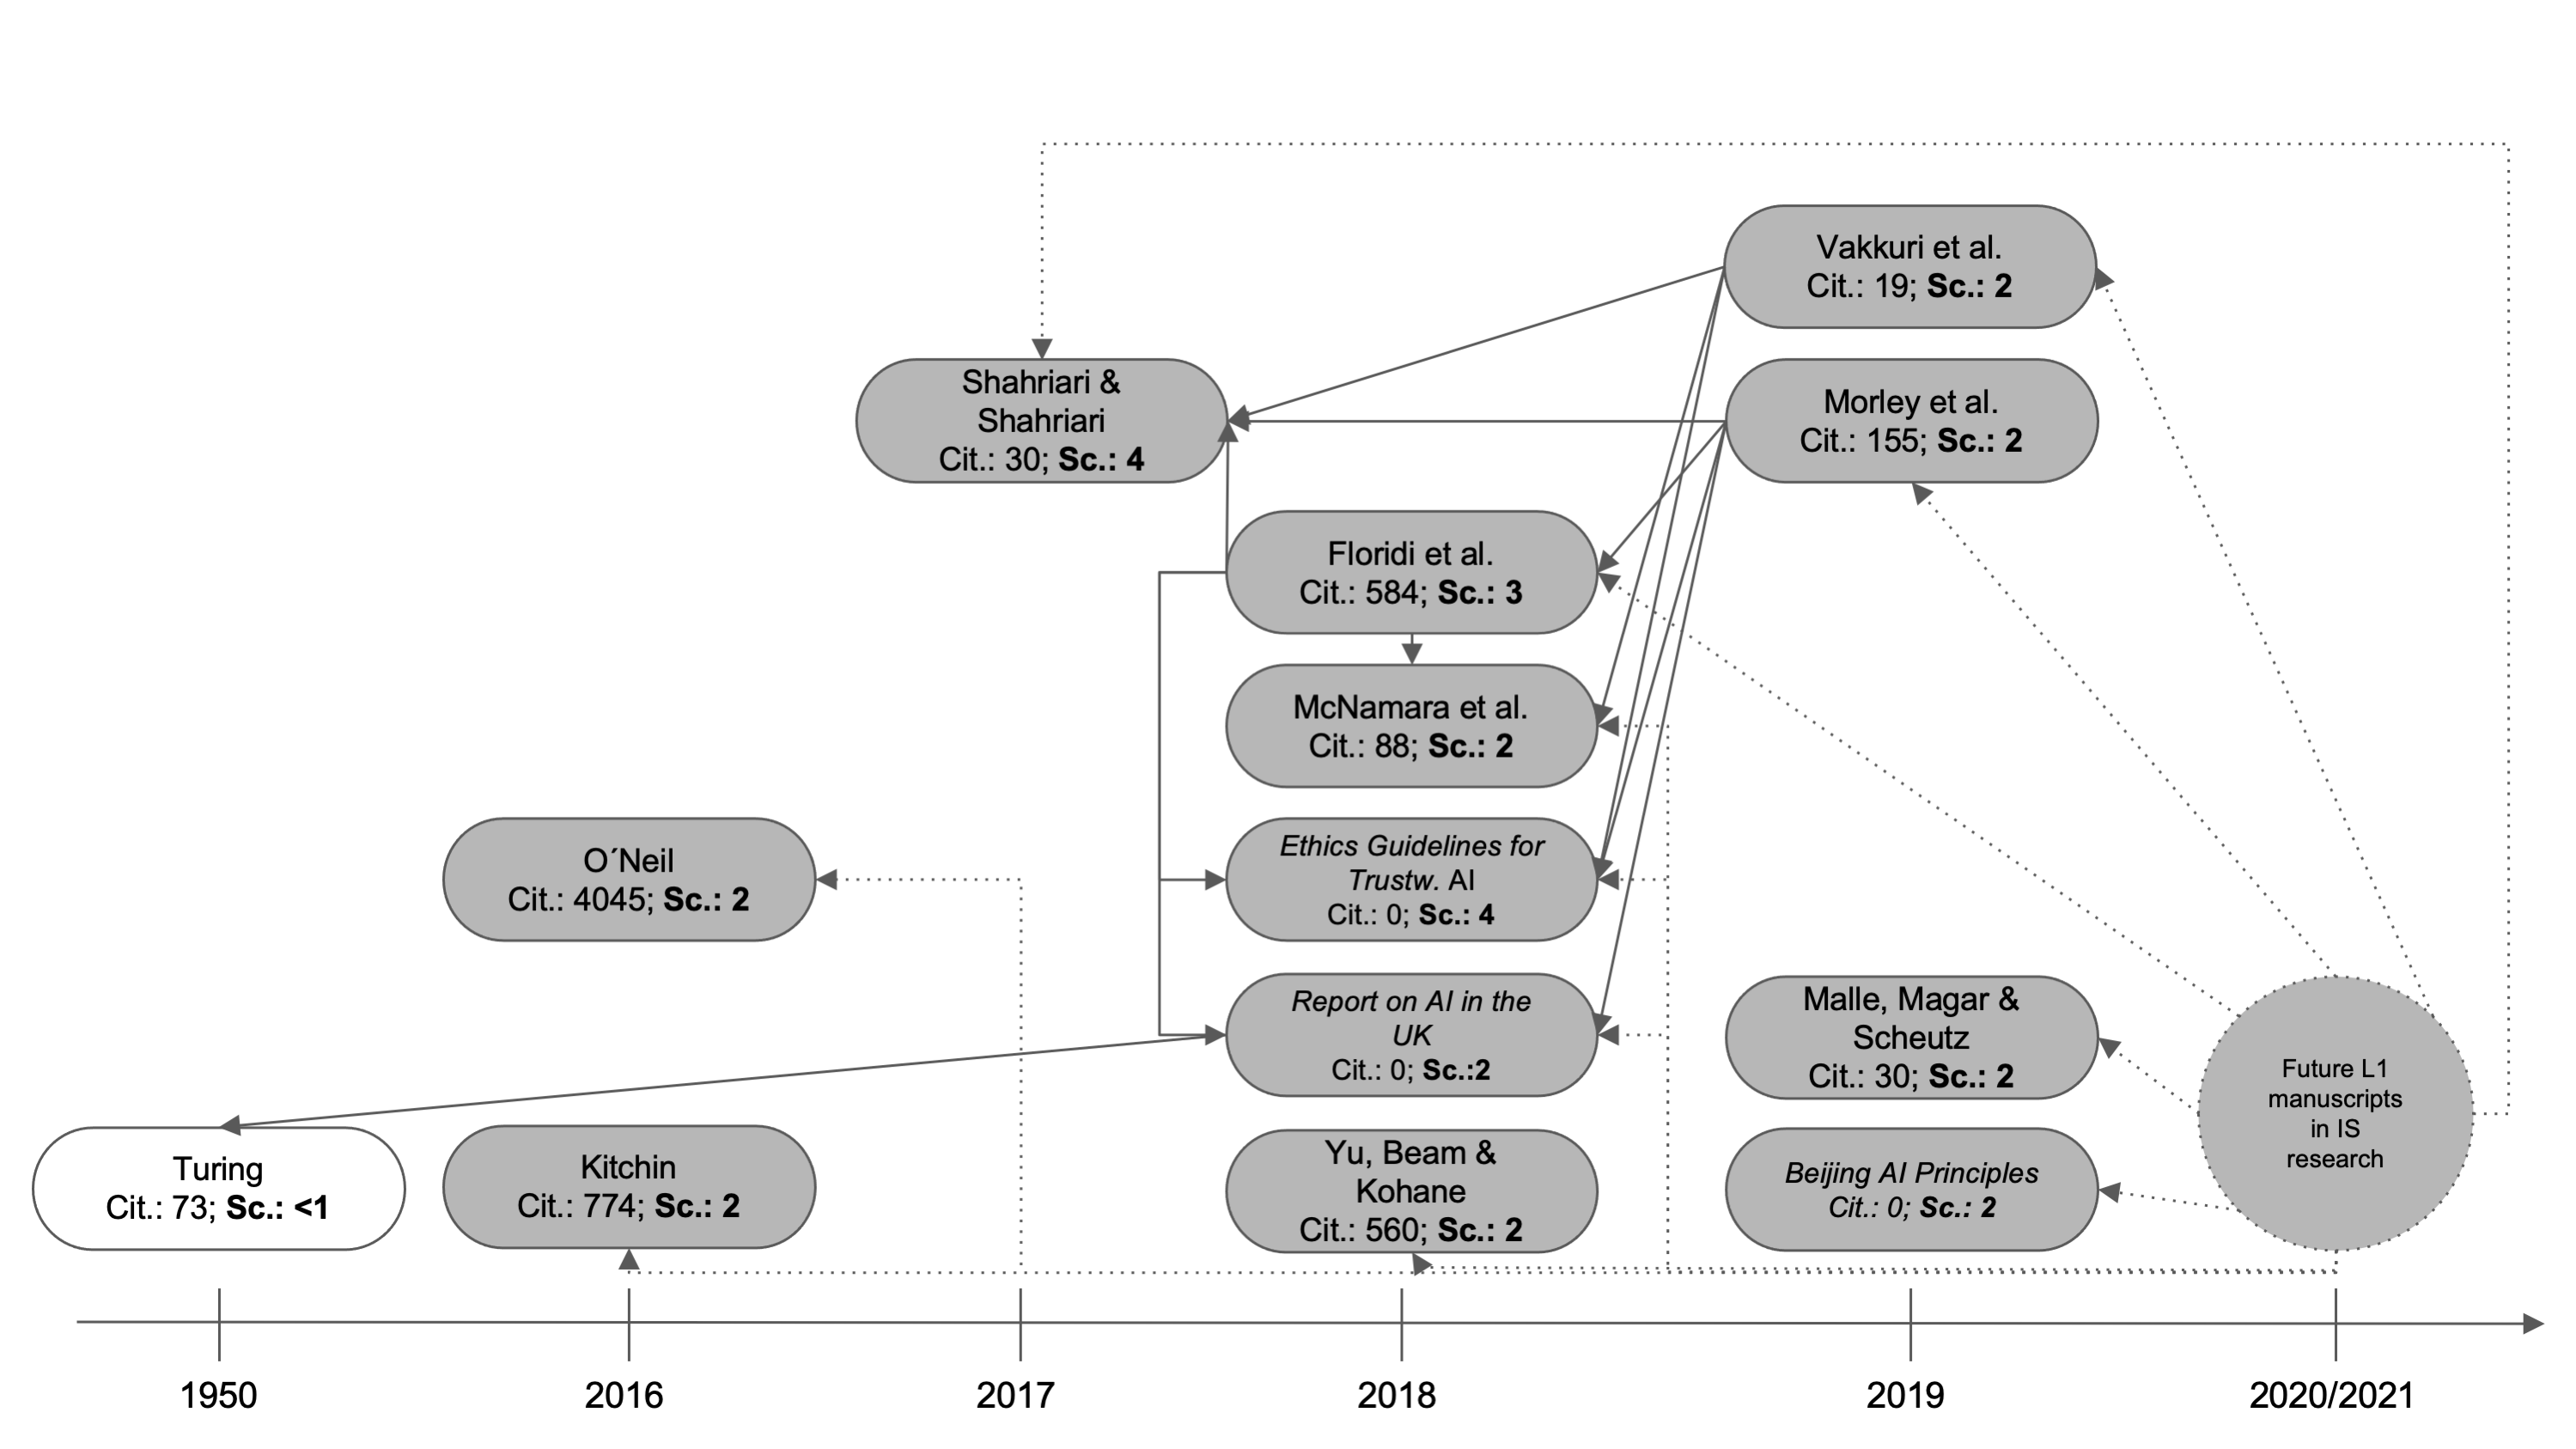 Vakkuri et al.
Cit.: 19; Sc.: 2
Shahriari &
Shahriari
Cit.: 30; Sc.: 4
Morley et al.
Cit.: 155; Sc.: 2
Floridi et al.
Cit.: 584; Sc.: 3
McNamara et al.
Cit.: 88; Sc.: 2
O´Neil
Cit.: 4045; Sc.: 2
Ethics Guidelines for
Trustw. AI
Cit.: 0; Sc.: 4
Report on AI in the
UK
Cit.: 0; Sc.:2
Malle, Magar &
Scheutz
Cit.: 30; Sc.: 2
Future L1
manuscripts
in IS
research
Turing
Cit.: 73; Sc.: <1
Kitchin
Cit.: 774; Sc.: 2
Yu, Beam &
Kohane
Cit.: 560; Sc.: 2
Beijing AI Principles
Cit.: 0; Sc.: 2
1950
2016
2017
2018
2019
2020/2021